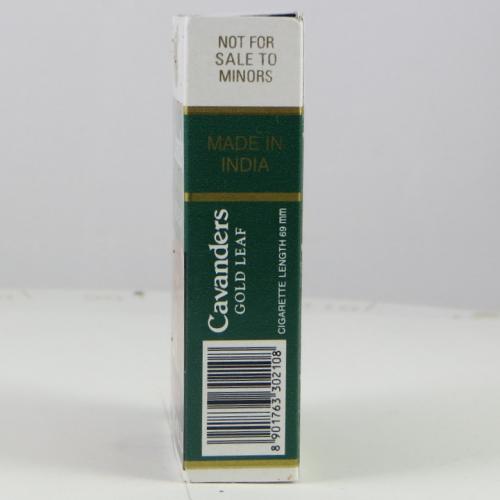 NOT FOR
SALE TO
MINORS
MADE IN
INDIA
Cavanders
GOLD LEAF
CIGARETTE LENGTH 69 mm
8 901763 302108